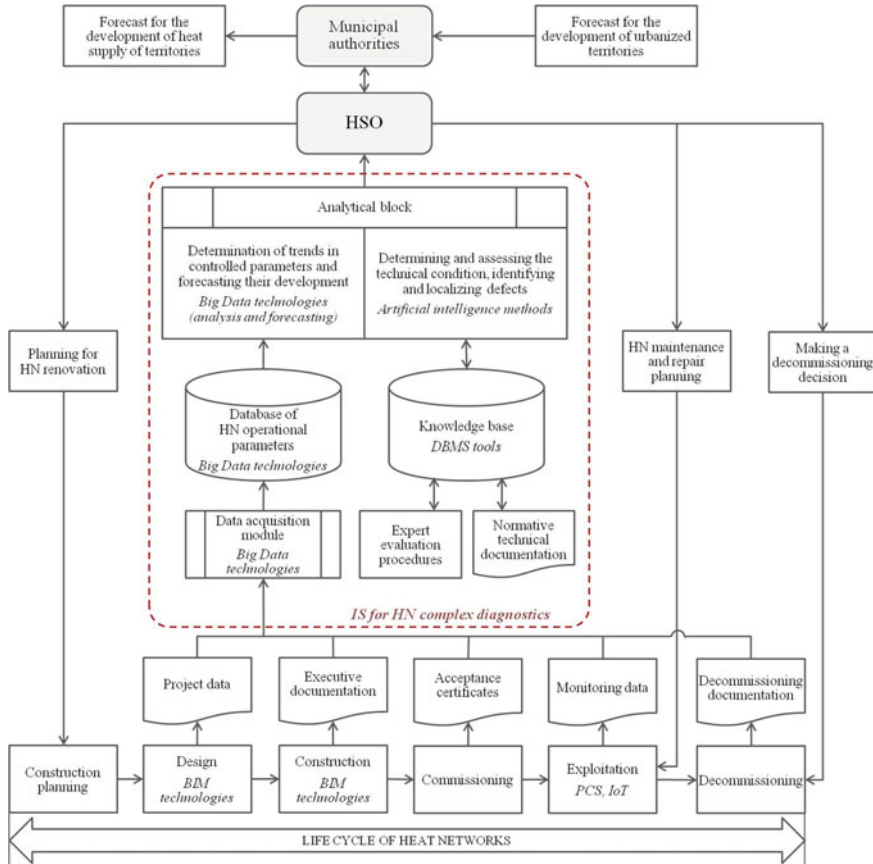 Forecast for the
development of heat
supply of territories
Municipal
authorities
Forecast for the
development of urbanized
territories
HSO
Analytical block
Determination of trends in
controlled parameters and
forecasting their development
Big Data technologies
(analysis and forecasting)
Determining and assessing the
technical condition, identifying
and localizing defects
Artificial intelligence methods
Planning for
HN renovation
HN maintenance
and repair
planning
Making a
decommissioning
decision
Database of
HN operational
parameters
Big Data technologies
Knowledge base
DBMS tools
Data acquisition
module
Big Data
technologies
Expert
evaluation
procedures
Normative
technical
documentation
IS for HN complex diagnostics
Project data
Executive
documentation
Acceptance
certificates
Monitoring data
Decommissioning
documentation
Construction
planning
Design
BIM
technologies
Construction
BIM
technologies
Commissioning
Exploitation
PCS, IoT
Decommissioning
LIFE CYCLE OF HEAT NETWORKS